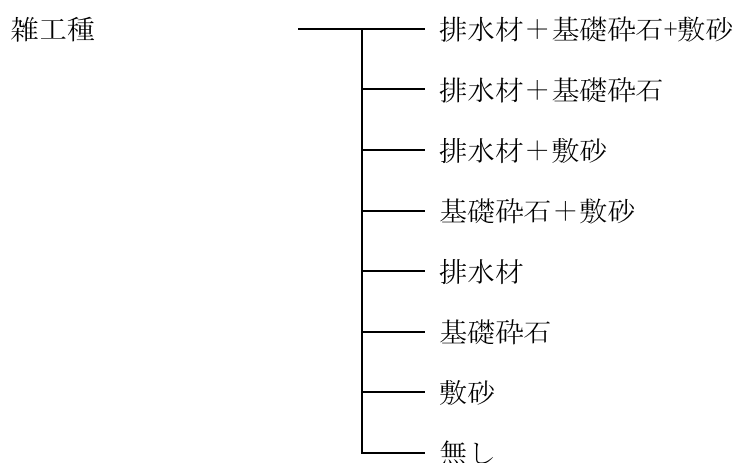 雑工種
排水材＋基礎砕石+敷砂
排水材＋基礎砕石
排水材＋敷砂
基礎砕石＋敷砂
排水材
基礎砕石
敷砂
無し